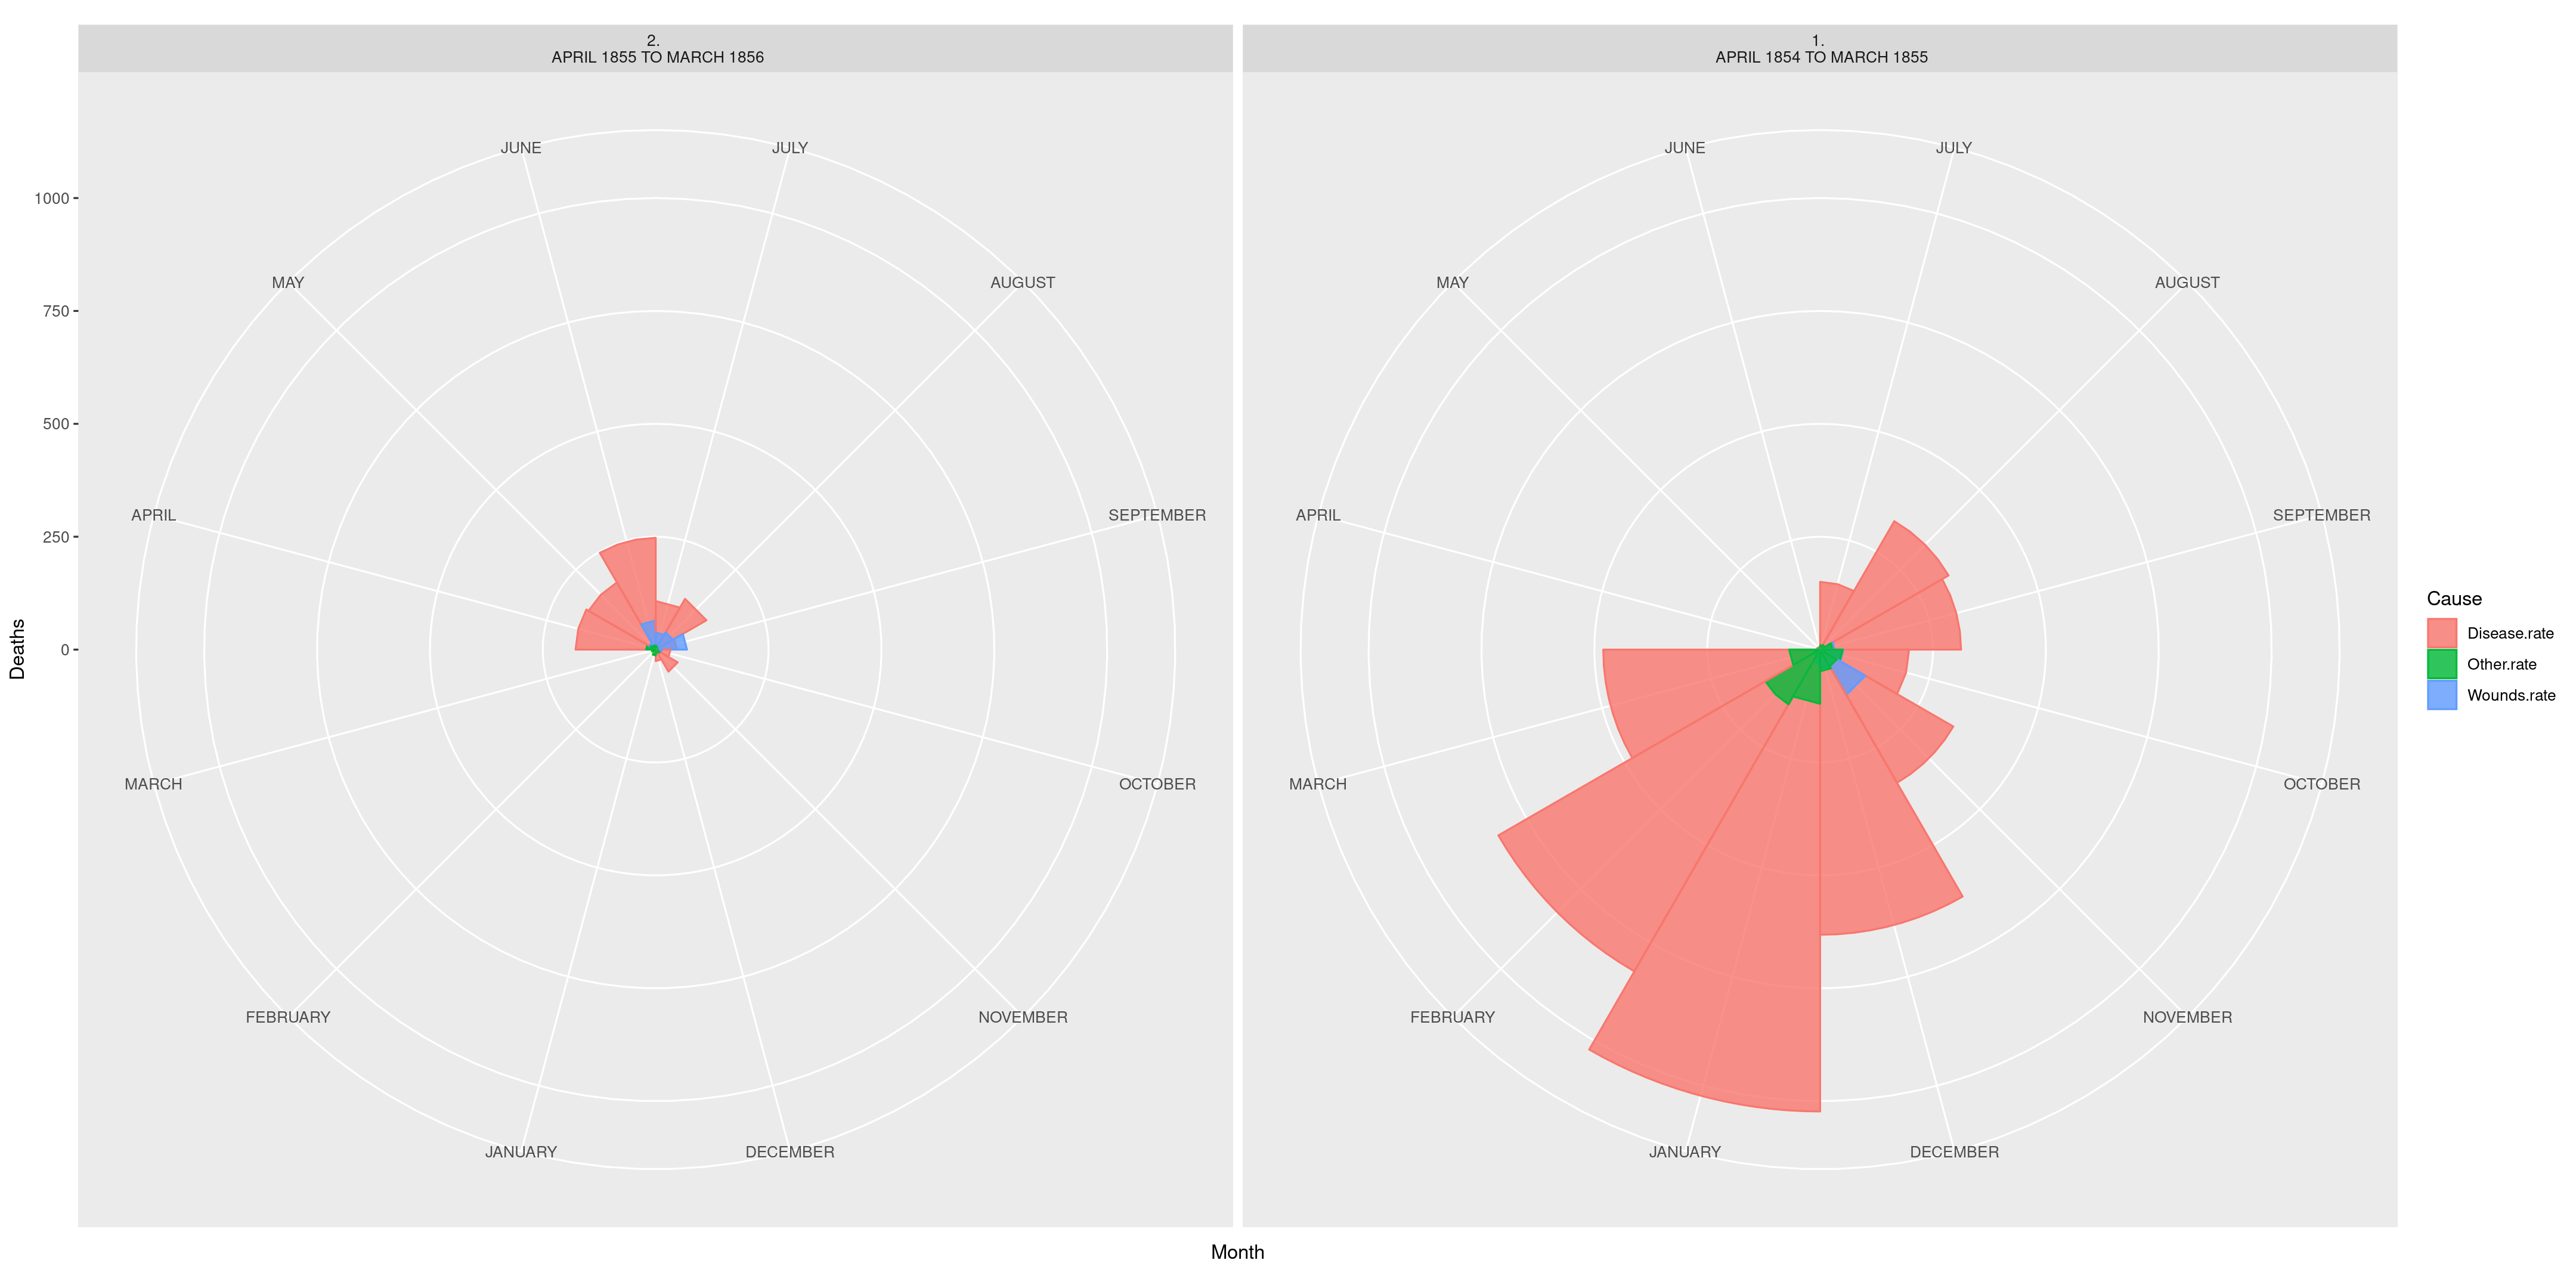 2.
APRIL 1855 TO MARCH 1856
1.
APRIL 1854 TO MARCH 1855
JUNE
JULY
MAY
AUGUST
APRIL
SEPTEMBER
MARCH
OCTOBER
FEBRUARY
NOVEMBER
JANUARY
DECEMBER
JUNE
JULY
MAY
AUGUST
APRIL
SEPTEMBER
MARCH
OCTOBER
FEBRUARY
NOVEMBER
JANUARY
DECEMBER
1000
750
500
250
0
Deaths
Month
Cause
Disease.rate
Other.rate
Wounds.rate